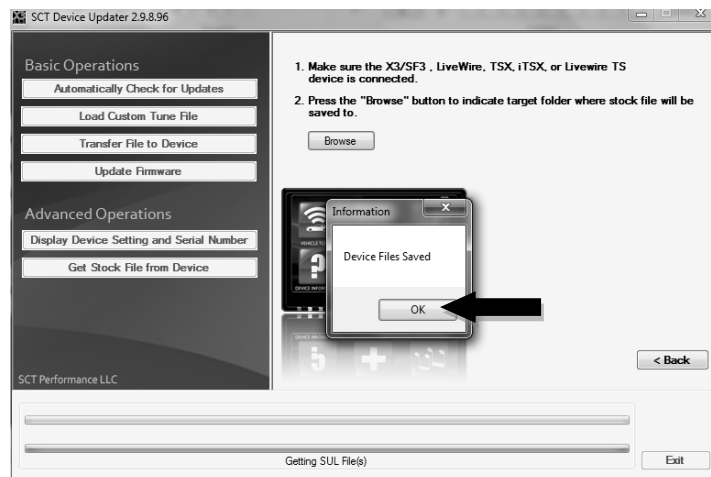 SCT Device Updater 2.9.8.96
Basic Operations
Automatically Check for Updates
Load Custom Tune File
Transfer File to Device
Update Firmware
Advanced Operations
Display Device Setting and Serial Number
Get Stock File from Device
SCT Performance LLC
1. Make sure the X3/SF3 , LiveWire, TSX, iTSX, or Livewire TS
device is connected.
2. Press the "Browse" button to indicate target folder where stock file will be
saved to.
Browse
Information
Device Files Saved
OK
< Back
Getting SUL File(s)
Exit